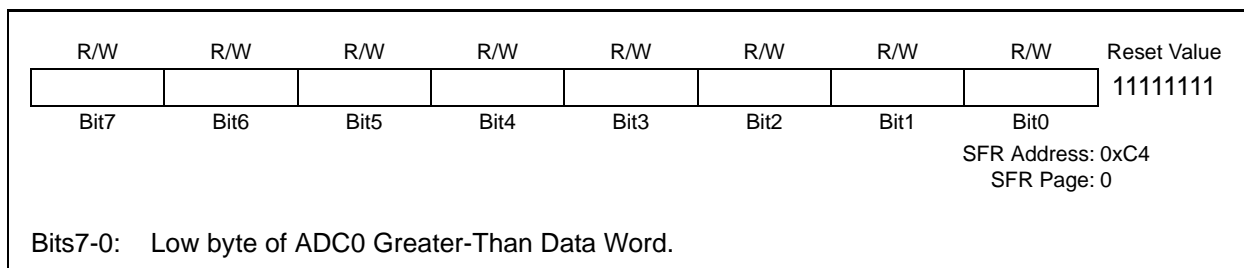 R/W R/W R/W R/W R/W R/W R/W R/W Reset Value
11111111
Bit7 Bit6 Bit5 Bit4 Bit3 Bit2 Bit1 Bit0
SFR Address: 0xC4
SFR Page: 0
Bits7-0: Low byte of ADC0 Greater-Than Data Word.